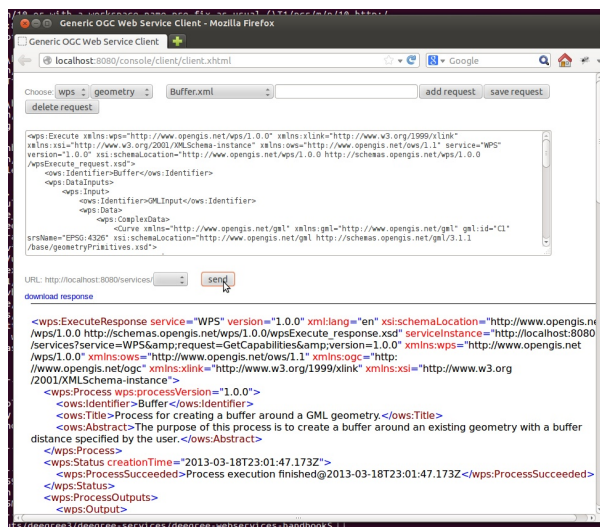 Generic OGC Web Service Client - Mozilla Firefox
Generic OGC Web Service Client
localhost:8080/console/client/client.xhtml
Google
Choose: wps geometry Buffer.xml add request save request
delete request
<wps:Execute xmlns:wps="http://www.opengis.net/wps/1.0.0" xmlns:xlink="http://www.w3.org/1999/xlink"
xmlns:xsi="http://www.w3.org/2001/XMLSchema-instance" xmlns:ows="http://www.opengis.net/ows/1.1" service="WPS"
version="1.0.0" xsi:schemaLocation="http://www.opengis.net/wps/1.0.0 http://schemas.opengis.net/wps/1.0.0
/wpsExecute_request.xsd">
<ows:Identifier>Buffer</ows:Identifier>
<wps:DataInputs>
<wps:Input>
<ows:Identifier>GMLInput</ows:Identifier>
<wps:Data>
<wps:ComplexData>
<Curve xmlns="http://www.opengis.net/gml" xmlns:gml="http://www.opengis.net/gml" gml:id="C1"
srsName="EPSG:4326" xsi:schemaLocation="http://www.opengis.net/gml http://schemas.opengis.net/gml/3.1.1
/base/geometryPrimitives.xsd">
URL: http://localhost:8080/services/ send
download response
<wps:ExecuteResponse service="WPS" version="1.0.0" xml:lang="en" xsi:schemaLocation="http://www.opengis.ne
/wps/1.0.0 http://schemas.opengis.net/wps/1.0.0/wpsExecute_response.xsd" serviceInstance="http://localhost:8080
/services?service=WPS&amp;request=GetCapabilities&amp;version=1.0.0" xmlns:wps="http://www.opengis.net
/wps/1.0.0" xmlns:ows="http://www.opengis.net/ows/1.1" xmlns:ogc="http:
//www.opengis.net/ogc" xmlns:xlink="http://www.w3.org/1999/xlink" xmlns:xsi="http://www.w3.org
/2001/XMLSchema-instance">
<wps:Process wps:processVersion="1.0.0">
<ows:Identifier>Buffer</ows:Identifier>
<ows:Title>Process for creating a buffer around a GML geometry.</ows:Title>
<ows:Abstract>The purpose of this process is to create a buffer around an existing geometry with a buffer
distance specified by the user.</ows:Abstract>
</wps:Process>
<wps:Status creationTime="2013-03-18T23:01:47.173Z">
<wps:ProcessSucceeded>Process execution finished@2013-03-18T23:01:47.173Z</wps:ProcessSucceeded>
</wps:Status>
<wps:ProcessOutputs>
<wps:Output>